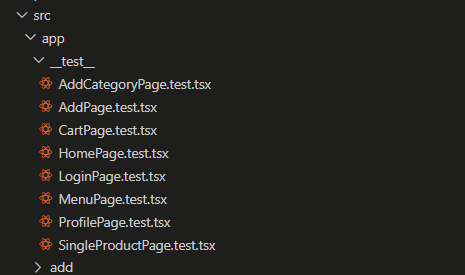 src
app
__test__
AddCategoryPage.test.tsx
AddPage.test.tsx
CartPage.test.tsx
HomePage.test.tsx
LoginPage.test.tsx
MenuPage.test.tsx
ProfilePage.test.tsx
SingleProductPage.test.tsx
add